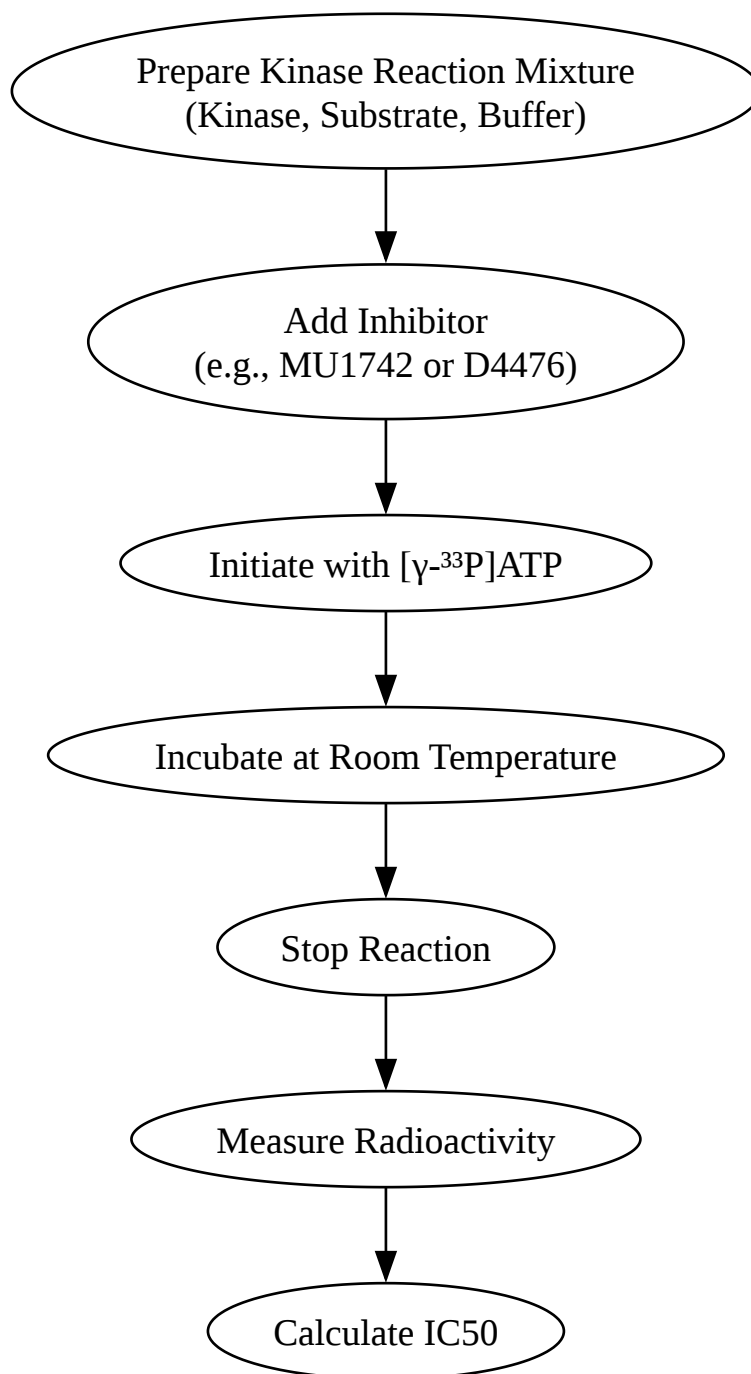 Prepare Kinase Reaction Mixture
(Kinase, Substrate, Buffer)
Add Inhibitor
(e.g., MU1742 or D4476)
Initiate with [γ-³³P]ATP
Incubate at Room Temperature
Stop Reaction
Measure Radioactivity
Calculate IC50